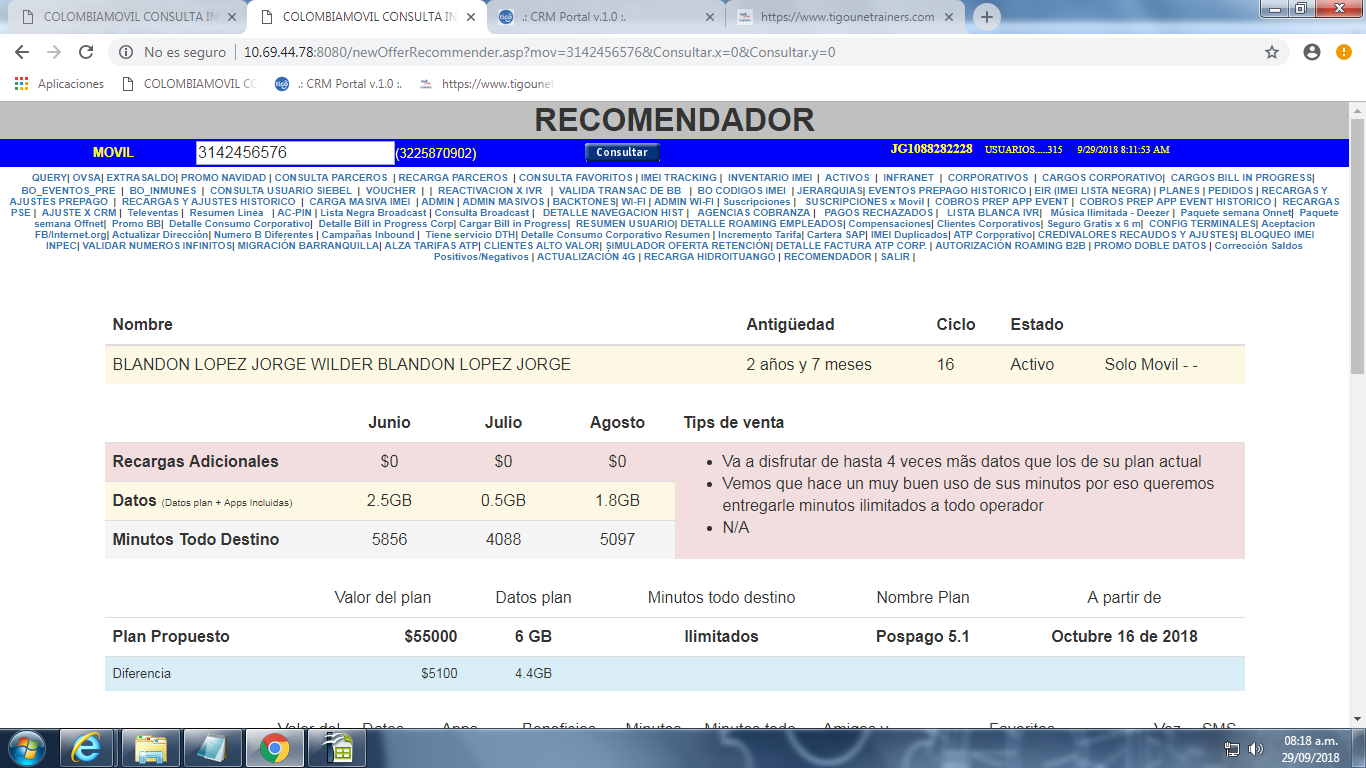 COLOMBIAMOVIL CONSULTA IN
COLOMBIAMOVIL CONSULTA IN
.: CRM Portal v.1.0 :.
https://www.tigounetrainers.com
No es seguro | 10.69.44.78:8080/newOfferRecommender.asp?mov=3142456576&Consultar.x=0&Consultar.y=0
Aplicaciones COLOMBIAMOVIL CO .: CRM Portal v.1.0 :. https://www.tigounet
RECOMENDADOR
MOVIL 3142456576 (3225870902) Consultar JG1088282228 USUARIOS.....315 9/29/2018 8:11:53 AM
QUERY| OVSA| EXTRASALDO| PROMO NAVIDAD | CONSULTA PARCEROS | RECARGA PARCEROS | CONSULTA FAVORITOS | IMEI TRACKING | INVENTARIO IMEI | ACTIVOS | INFRANET | CORPORATIVOS | CARGOS CORPORATIVO| CARGOS BILL IN PROGRESS|
BO_EVENTOS_PRE | BO_INMUNES | CONSULTA USUARIO SIEBEL | VOUCHER | | REACTIVACION X IVR | VALIDA TRANSAC DE BB | BO CODIGOS IMEI | JERARQUIAS| EVENTOS PREPAGO HISTORICO | EIR (IMEI LISTA NEGRA) | PLANES | PEDIDOS | RECARGAS Y
AJUSTES PREPAGO | RECARGAS Y AJUSTES HISTORICO | CARGA MASIVA IMEI | ADMIN | ADMIN MASIVOS | BACKTONES| WI-FI | ADMIN WI-FI | Suscripciones | SUSCRIPCIONES x Movil | COBROS PREP APP EVENT | COBROS PREP APP EVENT HISTORICO | RECARGAS
PSE | AJUSTE X CRM | Televentas | Resumen Linea | AC-PIN | Lista Negra Broadcast | Consulta Broadcast | DETALLE NAVEGACION HIST | AGENCIAS COBRANZA | PAGOS RECHAZADOS | LISTA BLANCA IVR| Música Ilimitada - Deezer | Paquete semana Onnet| Paquete
semana Offnet| Promo BB| Detalle Consumo Corporativo| Detalle Bill in Progress Corp| Cargar Bill in Progress| RESUMEN USUARIO| DETALLE ROAMING EMPLEADOS| Compensaciones| Clientes Corporativos| Seguro Gratis x 6 m| CONFIG TERMINALES| Aceptacion
FB/Internet.org| Actualizar Dirección| Numero B Diferentes | Campañas Inbound | Tiene servicio DTH| Detalle Consumo Corporativo Resumen | Incremento Tarifa| Cartera SAP| IMEI Duplicados| ATP Corporativo| CREDIVALORES RECAUDOS Y AJUSTES| BLOQUEO IMEI
INPEC| VALIDAR NUMEROS INFINITOS| MIGRACIÓN BARRANQUILLA| ALZA TARIFAS ATP| CLIENTES ALTO VALOR| SIMULADOR OFERTA RETENCIÓN| DETALLE FACTURA ATP CORP. | AUTORIZACIÓN ROAMING B2B | PROMO DOBLE DATOS | Corrección Saldos
Positivos/Negativos | ACTUALIZACIÓN 4G | RECARGA HIDROITUANGO | RECOMENDADOR | SALIR |
Nombre Antigüedad Ciclo Estado
BLANDON LOPEZ JORGE WILDER BLANDON LOPEZ JORGE 2 años y 7 meses 16 Activo Solo Movil - -
Junio Julio Agosto Tips de venta
Recargas Adicionales $0 $0 $0
• Va a disfrutar de hasta 4 veces mãs datos que los de su plan actual
• Vemos que hace un muy buen uso de sus minutos por eso queremos
entregarle minutos ilimitados a todo operador
• N/A
Datos (Datos plan + Apps Incluidas) 2.5GB 0.5GB 1.8GB
Minutos Todo Destino 5856 4088 5097
Valor del plan Datos plan Minutos todo destino Nombre Plan A partir de
Plan Propuesto $55000 6 GB Ilimitados Pospago 5.1 Octubre 16 de 2018
Diferencia $5100 4.4GB
Valor del Datos Apps Beneficios Minutos Minutos todo Amigos y Favoritos Voz SMS
08:18 a.m.
29/09/2018